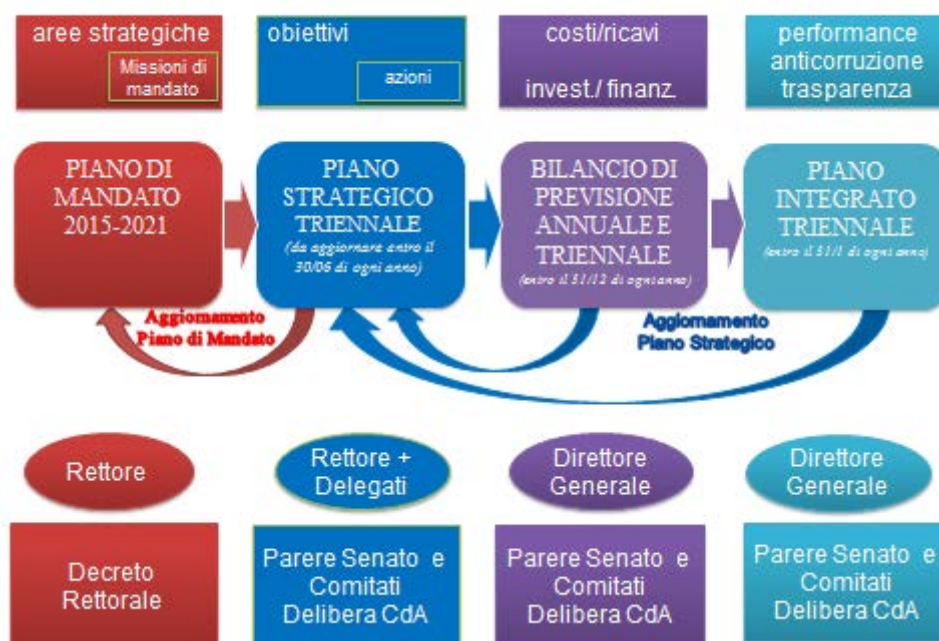 aree strategiche
Missioni di
mandato
obiettivi
azioni
costi/ricavi
invest./ finanz.
performance
anticorruzione
trasparenza
PIANO DI
MANDATO
2015-2021
PIANO
STRATEGICO
TRIENNALE
(da aggiornare entro il
30/06 di ogni anno)
BILANCIO DI
PREVISIONE
ANNUALE E
TRIENNALE
(entro il 31/12 di ogni anno)
PIANO
INTEGRATO
TRIENNALE
(entro il 31/1 di ogni anno)
Aggiornamento
Piano di Mandato
Aggiornamento
Piano Strategico
Rettore
Rettore +
Delegati
Direttore
Generale
Direttore
Generale
Decreto
Rettorale
Parere Senato e
Comitati
Delibera CdA
Parere Senato e
Comitati
Delibera CdA
Parere Senato e
Comitati
Delibera CdA